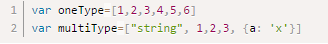 1 var oneType=[1,2,3,4,5,6]
2 var multiType=["string", 1,2,3, {a: 'x'}]